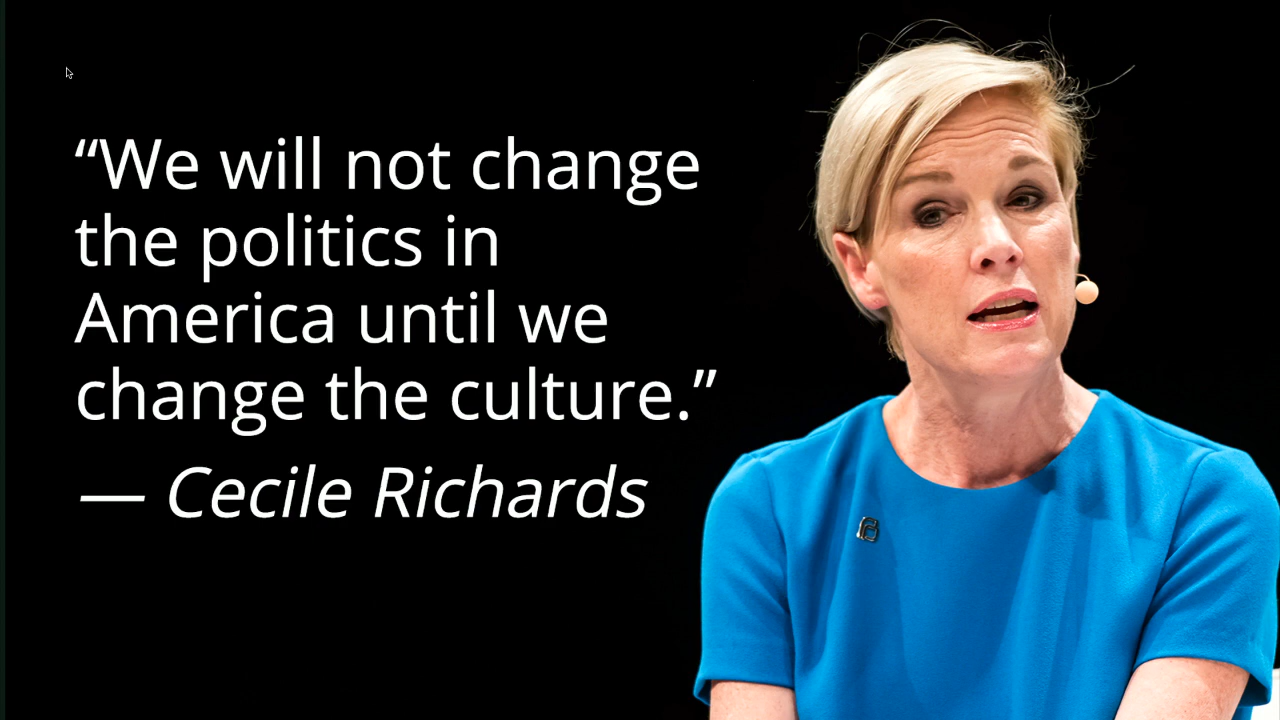 “We will not change
the politics in
America until we
change the culture.”
— Cecile Richards